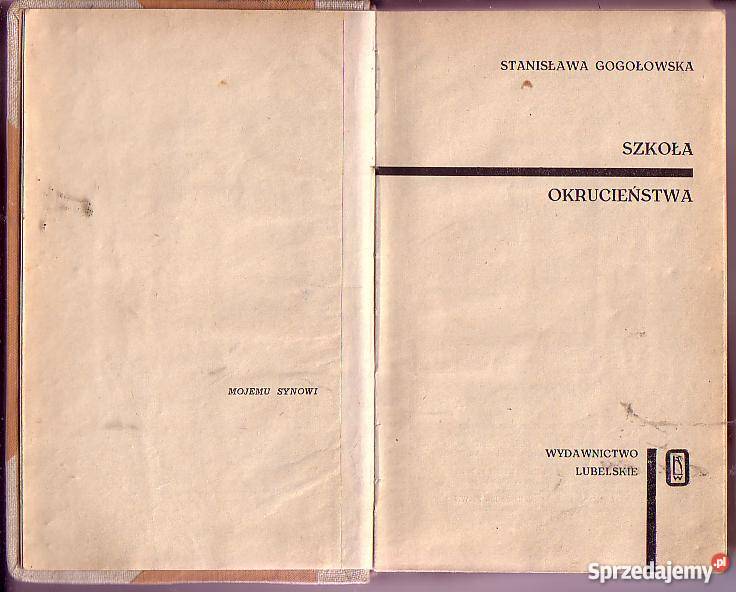 MOJEMU SYNOWI
STANISŁAWA GOGOŁOWSKA
SZKOŁA
OKRUCIEŃSTWA
WYDAWNICTWO
LUBELSKIE
Sprzedajemy.pl